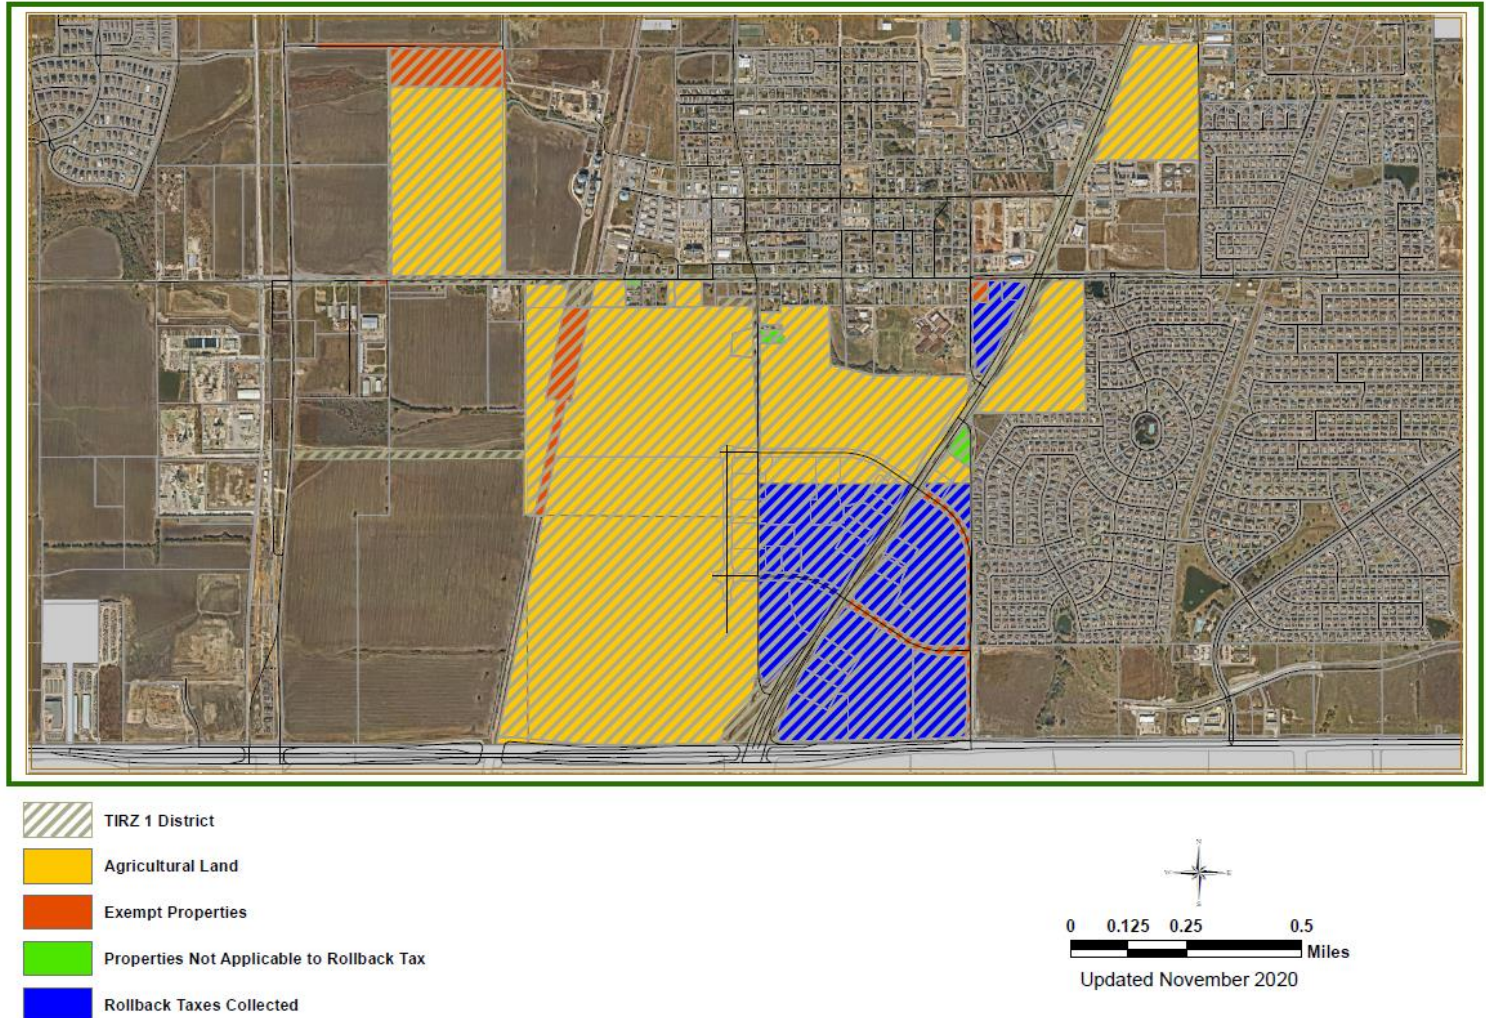 TIRZ 1 District
Agricultural Land
Exempt Properties
Properties Not Applicable to Rollback Tax
Rollback Taxes Collected
N
W E
S
0 0.125 0.25 0.5
Miles
Updated November 2020